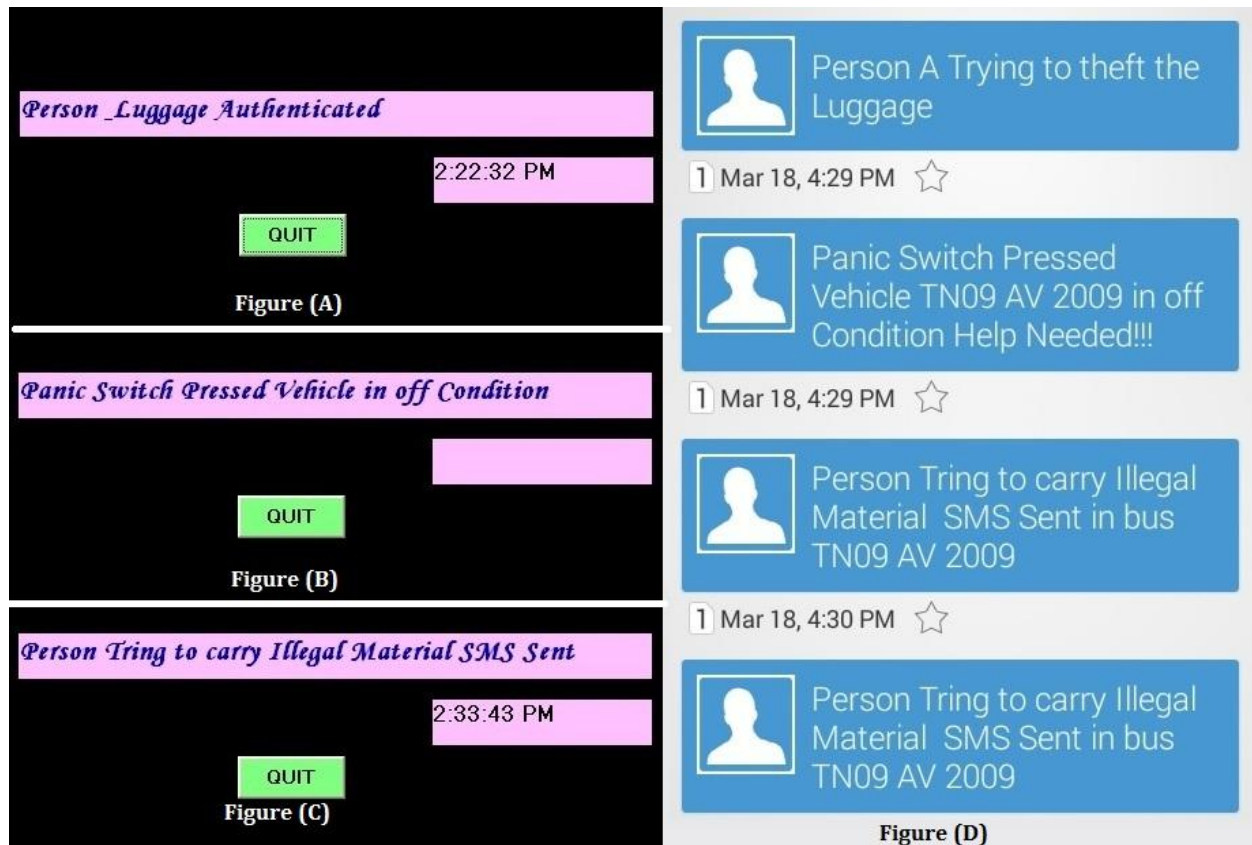 Person_Luggage Authenticated
2:22:32 PM
QUIT
Figure (A)
Panic Switch Pressed Vehicle in off Condition
QUIT
Figure (B)
Person Tring to carry Illegal Material SMS Sent
2:33:43 PM
QUIT
Figure (C)
Person A Trying to theft the
Luggage
1 Mar 18, 4:29 PM
Panic Switch Pressed
Vehicle TN09 AV 2009 in off
Condition Help Needed!!!
1 Mar 18, 4:29 PM
Person Tring to carry Illegal
Material SMS Sent in bus
TN09 AV 2009
1 Mar 18, 4:30 PM
Person Tring to carry Illegal
Material SMS Sent in bus
TN09 AV 2009
Figure (D)